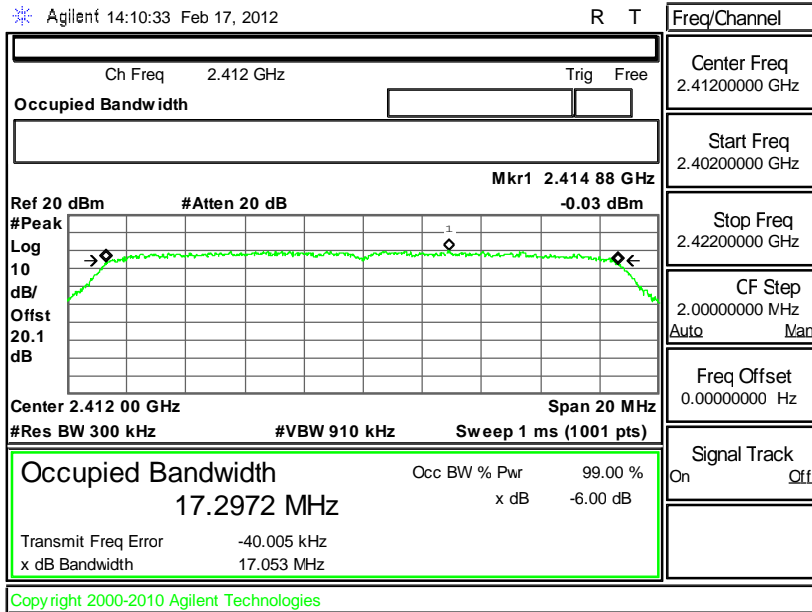 Agilent 14:10:33 Feb 17, 2012 R T
Freq/Channel
Ch Freq 2.412 GHz Trig Free
Occupied Bandwidth
Mkr1 2.414 88 GHz
Ref 20 dBm #Atten 20 dB -0.03 dBm
#Peak
Log
10
dB/
Offst
20.1
dB
1
Center 2.412 00 GHz Span 20 MHz
#Res BW 300 kHz #VBW 910 kHz Sweep 1 ms (1001 pts)
Occupied Bandwidth
17.2972 MHz
Occ BW % Pwr 99.00 %
x dB -6.00 dB
Transmit Freq Error -40.005 kHz
x dB Bandwidth 17.053 MHz
Center Freq
2.41200000 GHz
Start Freq
2.40200000 GHz
Stop Freq
2.42200000 GHz
CF Step
2.00000000 MHz
Auto Man
Freq Offset
0.00000000 Hz
Signal Track
On Off
Copyright 2000-2010 Agilent Technologies